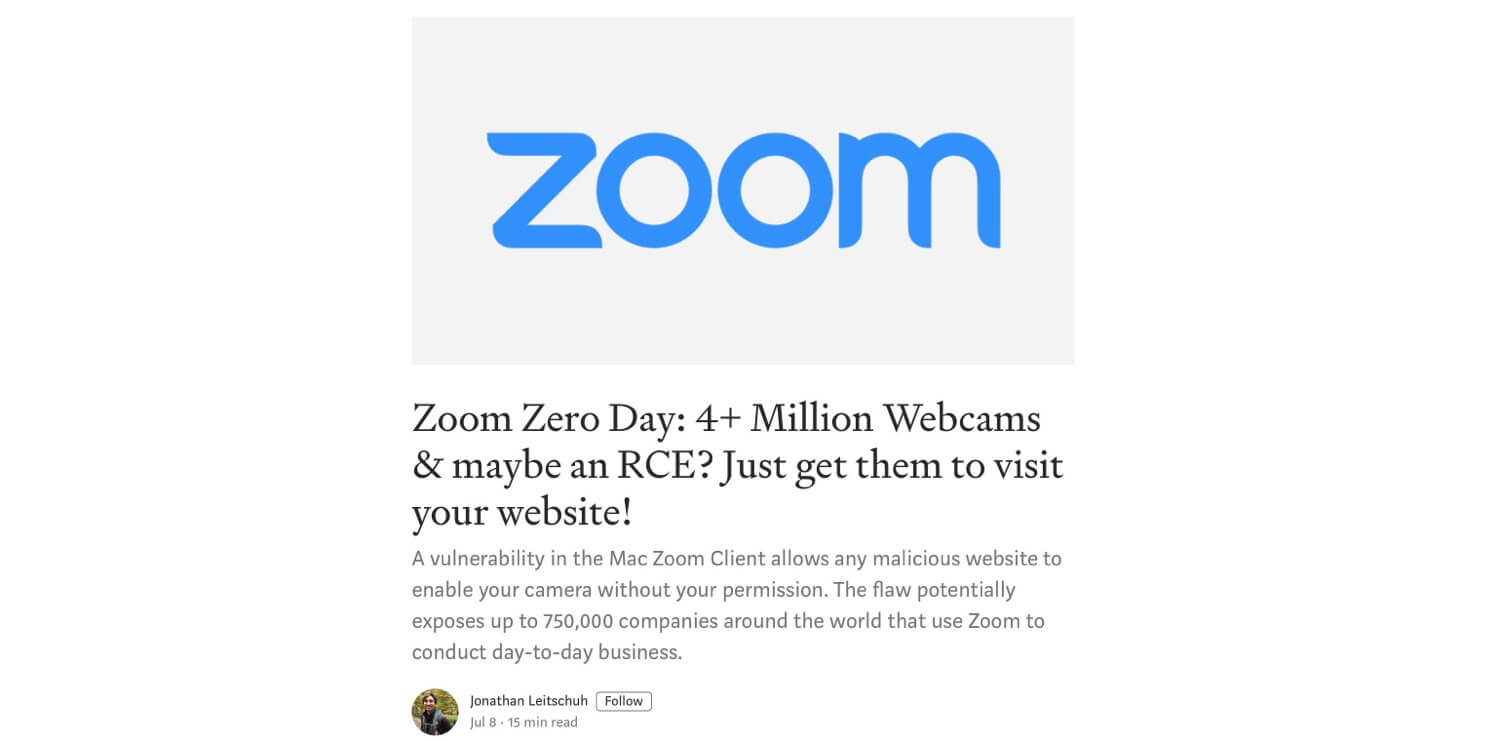 zoom
Zoom Zero Day: 4+ Million Webcams
& maybe an RCE? Just get them to visit
your website!
A vulnerability in the Mac Zoom Client allows any malicious website to
enable your camera without your permission. The flaw potentially
exposes up to 750,000 companies around the world that use Zoom to
conduct day-to-day business.
Jonathan Leitschuh Follow
Jul 8 · 15 min read